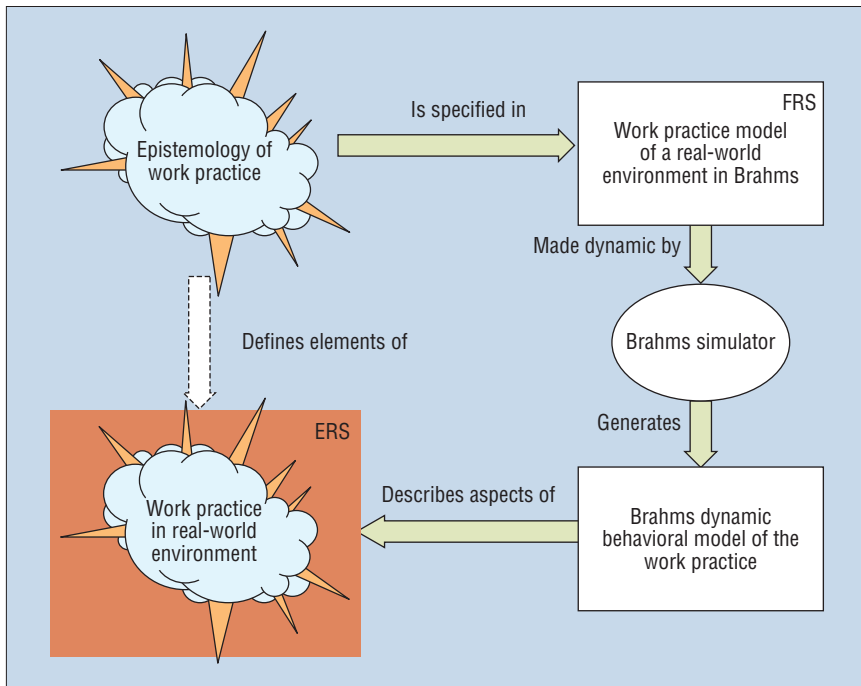 Epistemology of
work practice
Is specified in
FRS
Work practice model
of a real-world
environment in Brahms
Made dynamic by
Brahms simulator
Defines elements of
Generates
ERS
Work practice
in real-world
environment
Describes aspects of
Brahms dynamic
behavioral model of the
work practice